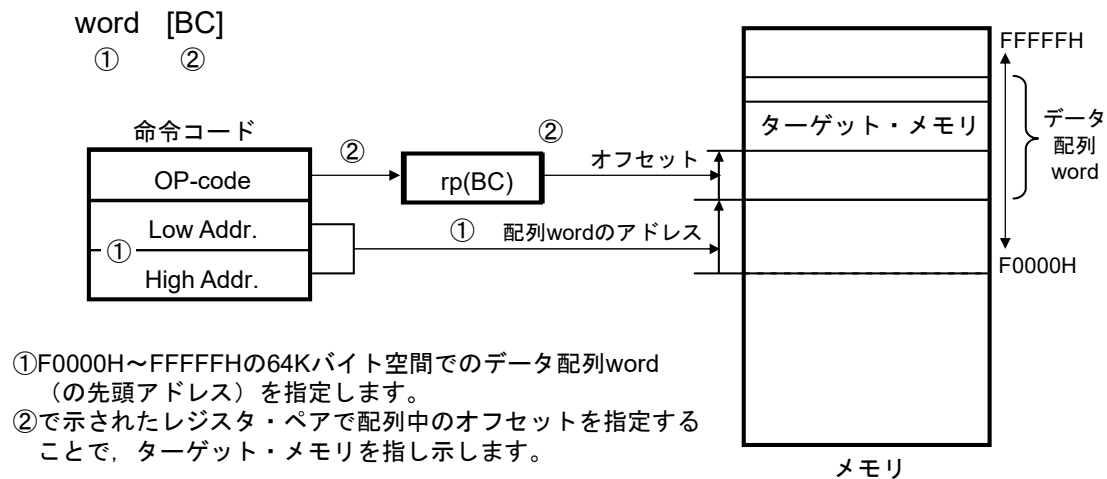 word [BC]
① ②
命令コード
OP-code
Low Addr.
①
High Addr.
②
rp(BC)
②
オフセット
① 配列wordのアドレス
FFFFFH
ターゲット・メモリ
データ
配列
word
F0000H
メモリ
①F0000H～FFFFFHの64Kバイト空間でのデータ配列word
（の先頭アドレス）を指定します。
②で示されたレジスタ・ペアで配列中のオフセットを指定する
ことで，ターゲット・メモリを指し示します。